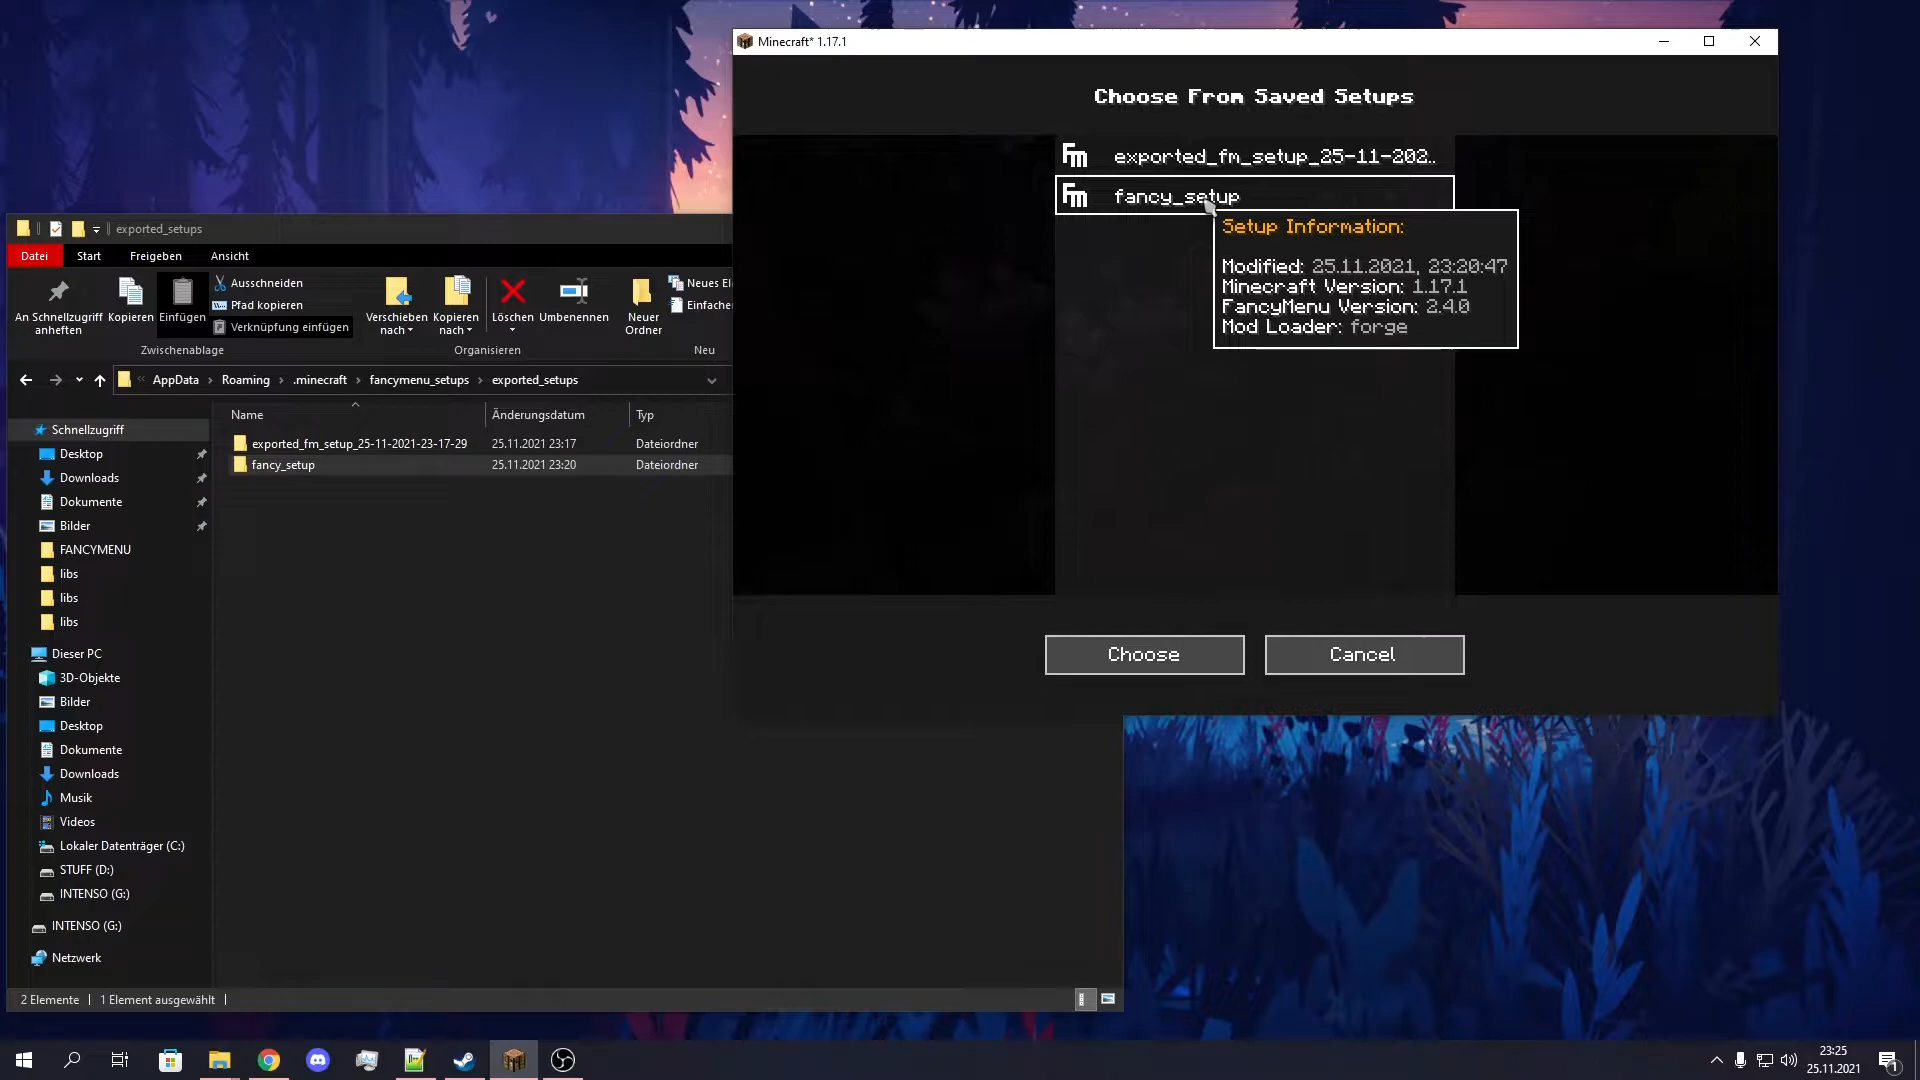 Minecraft* 1.17.1
Choose From Saved Setups
exported_fm_setup_25-11-202..
fancy_setup
Setup Information:
Modified: 25.11.2021, 23:20:47
Minecraft Version: 1.17.1
FancyMenu Version: 2.4.0
Mod Loader: forge
Choose
Cancel
exported_setups
Datei
Start
Freigeben
Ansicht
An Schnellzugriff
anheften
Kopieren
Einfügen
Ausschneiden
Pfad kopieren
Verknüpfung einfügen
Zwischenablage
Verschieben
nach
Kopieren
nach
Löschen
Umbenennen
Organisieren
Neuer
Ordner
Neues El
Einfacher
Neu
AppData
Roaming
.minecraft
fancymenu_setups
exported_setups
Name
Änderungsdatum
Typ
exported_fm_setup_25-11-2021-23-17-29
25.11.2021 23:17
Dateiordner
fancy_setup
25.11.2021 23:20
Dateiordner
Schnellzugriff
Desktop
Downloads
Dokumente
Bilder
FANCYMENU
libs
libs
libs
Dieser PC
3D-Objekte
Bilder
Desktop
Dokumente
Downloads
Musik
Videos
Lokaler Datenträger (C:)
STUFF (D:)
INTENSO (G:)
INTENSO (G:)
Netzwerk
2 Elemente
1 Element ausgewählt
23:25
25.11.2021
1